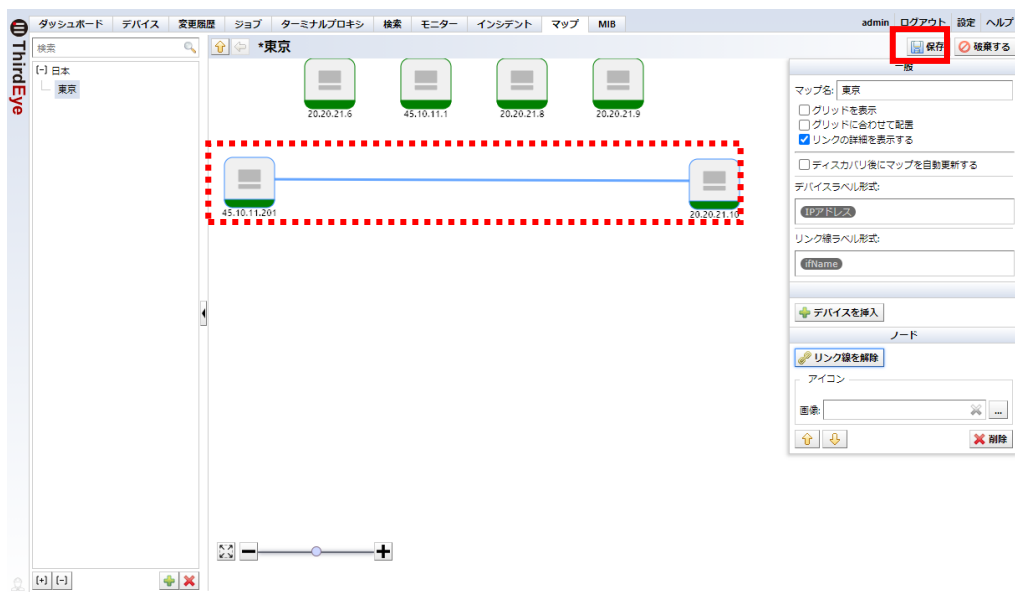 ThirdEye
ダッシュボード デバイス 変更履歴 ジョブ ターミナルプロキシ 検索 モニター インシデント マップ MIB
admin ログアウト 設定 ヘルプ
検索
*東京
保存 破棄する
[-] 日本
東京
20.20.21.6 45.10.11.1 20.20.21.8 20.20.21.9
45.10.11.201 20.20.21.10
一般
マップ名: 東京
グリッドを表示
グリッドに合わせて配置
リンクの詳細を表示する
ディスカバリ後にマップを自動更新する
デバイスラベル形式:
IPアドレス
リンク線ラベル形式:
ifName
デバイスを挿入
ノード
リンク線を解除
アイコン
画像: ...
削除
[+] [-]